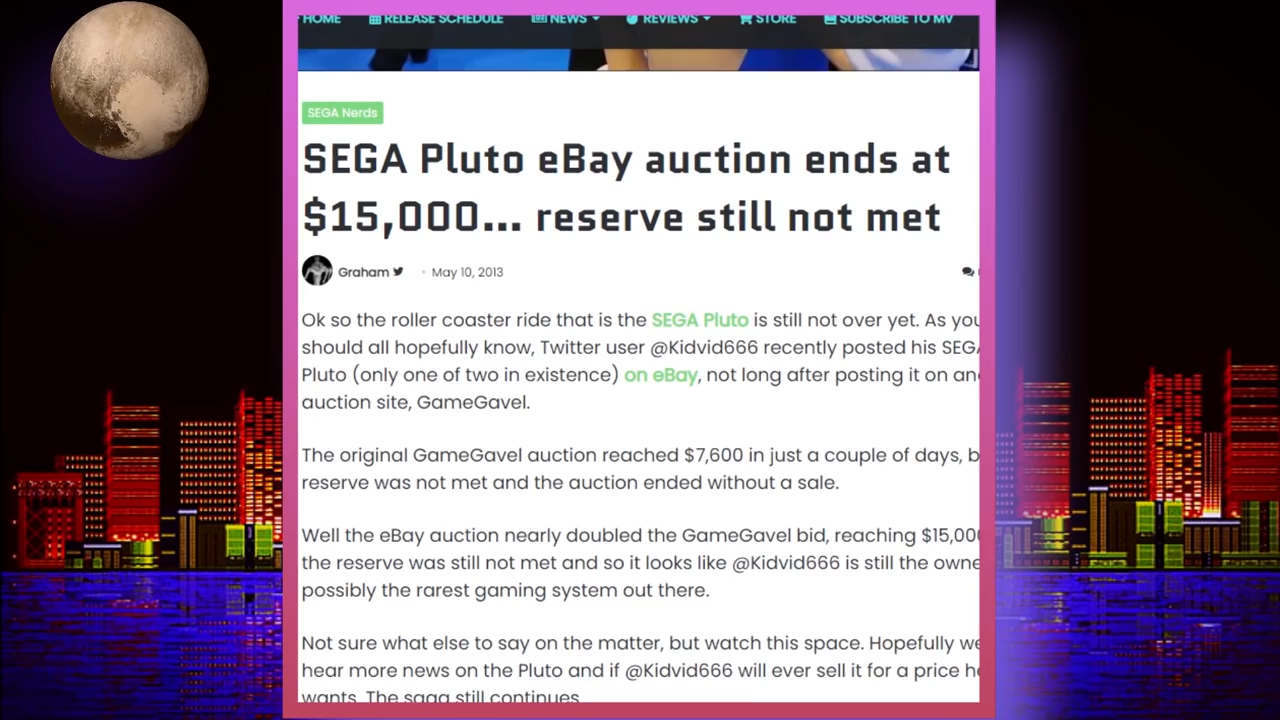 HOME RELEASE SCHEDULE NEWS REVIEWS STORE SUBSCRIBE TO MV
SEGA Nerds
SEGA Pluto eBay auction ends at
$15,000... reserve still not met
Graham • May 10, 2013
Ok so the roller coaster ride that is the SEGA Pluto is still not over yet. As you
should all hopefully know, Twitter user @Kidvid666 recently posted his SEGA
Pluto (only one of two in existence) on eBay, not long after posting it on
auction site, GameGavel.
The original GameGavel auction reached $7,600 in just a couple of days,
reserve was not met and the auction ended without a sale.
Well the eBay auction nearly doubled the GameGavel bid, reaching $15,000
the reserve was still not met and so it looks like @Kidvid666 is still the
possibly the rarest gaming system out there.
Not sure what else to say on the matter, but watch this space. Hopefully we
hear more news on the Pluto and if @Kidvid666 will ever sell it for a price
wants. The saga still continues